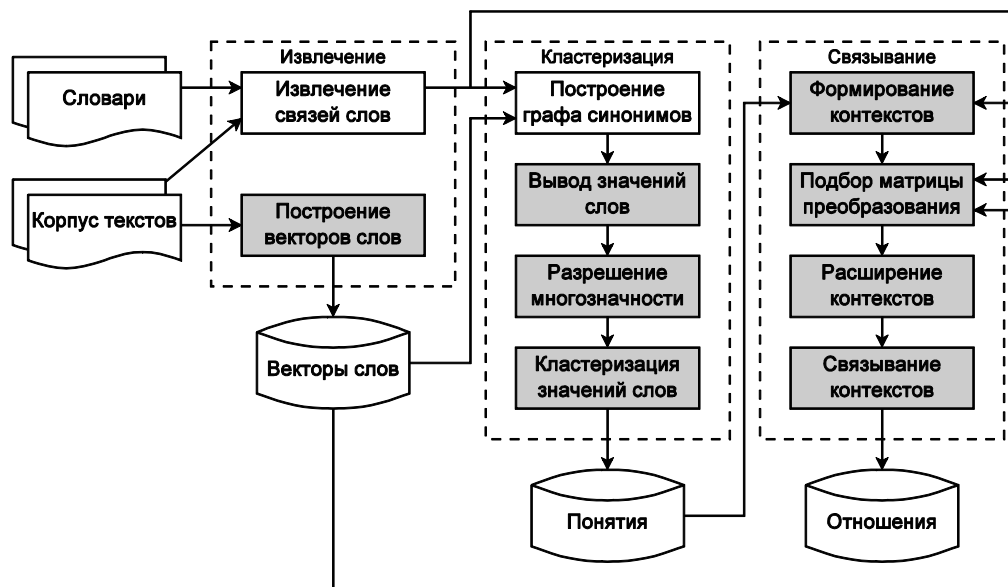 Извлечение
Словари
Извлечение
связей слов
Корпус текстов
Построение
векторов слов
Векторы слов
Кластеризация
Построение
графа синонимов
Вывод значений
слов
Разрешение
многозначности
Кластеризация
значений слов
Понятия
Связывание
Формирование
контекстов
Подбор матрицы
преобразования
Расширение
контекстов
Связывание
контекстов
Отношения